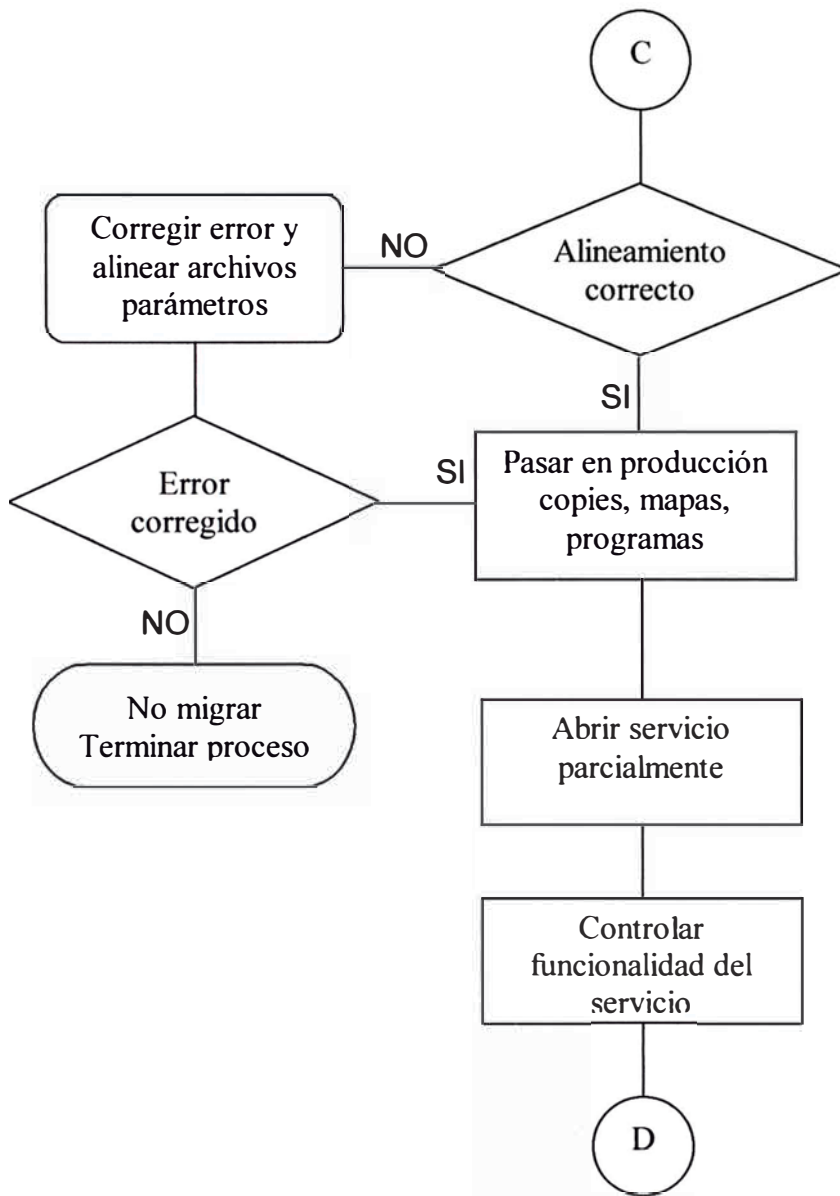 C
Corregir error y
alinear archivos
parámetros
NO
Alineamiento
correcto
SI
Error
corregido
SI
Pasar en producción
copies, mapas,
programas
NO
No migrar
Terminar proceso
Abrir servicio
parcialmente
Controlar
funcionalidad del
servicio
D